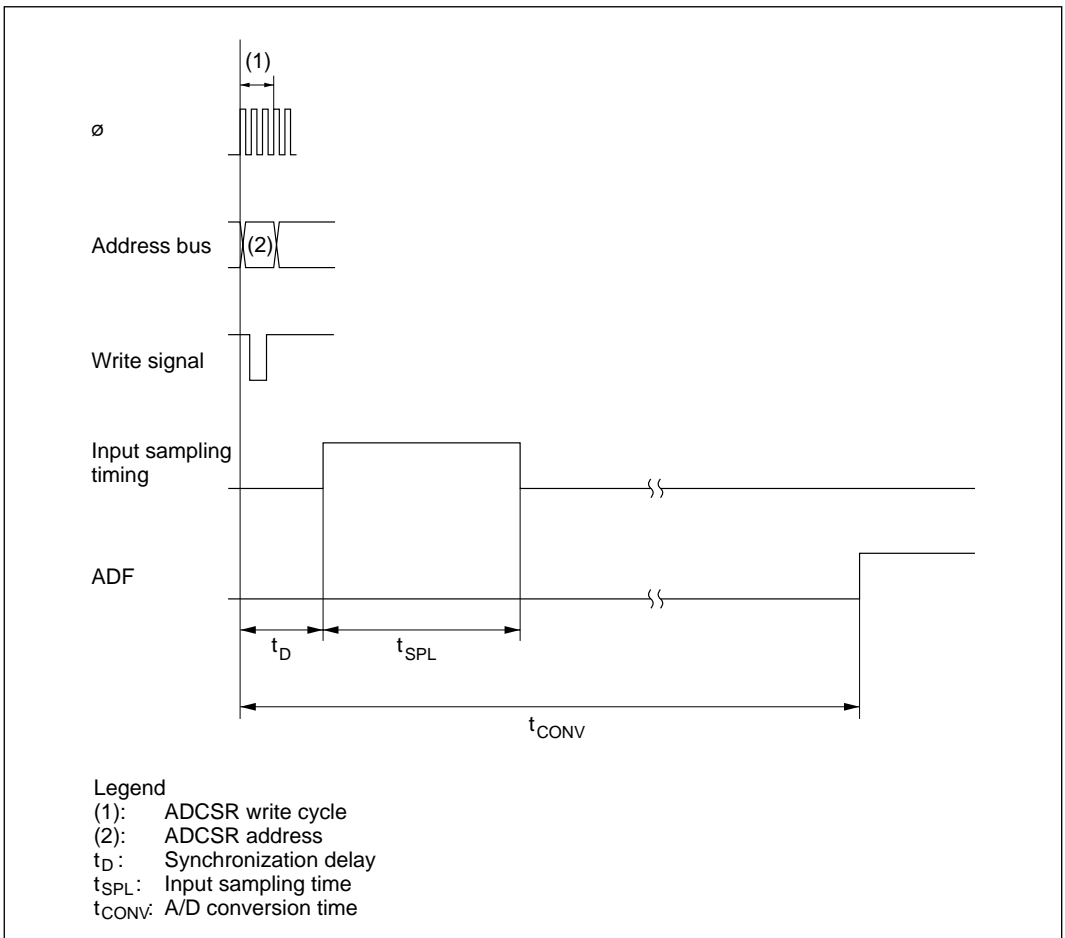 (1)
ø
Address bus
(2)
Write signal
Input sampling
timing
ADF
tD
tSPL
tCONV
Legend
(1): ADCSR write cycle
(2): ADCSR address
tD : Synchronization delay
tSPL : Input sampling time
tCONV: A/D conversion time